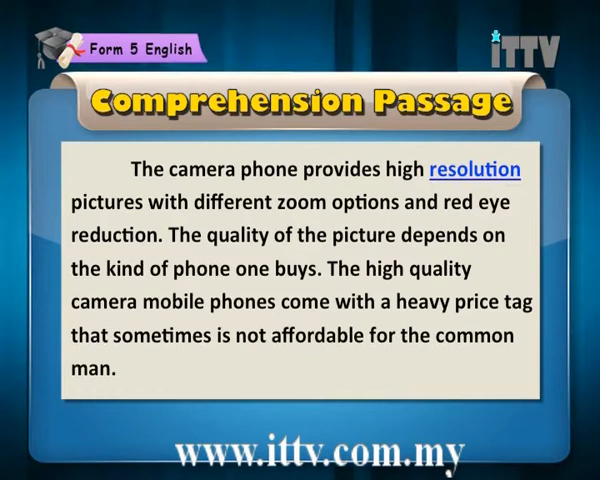 Form 5 English
iTTV
Comprehension Passage
The camera phone provides high resolution
pictures with different zoom options and red eye
reduction. The quality of the picture depends on
the kind of phone one buys. The high quality
camera mobile phones come with a heavy price tag
that sometimes is not affordable for the common
man.
www.ittv.com.my